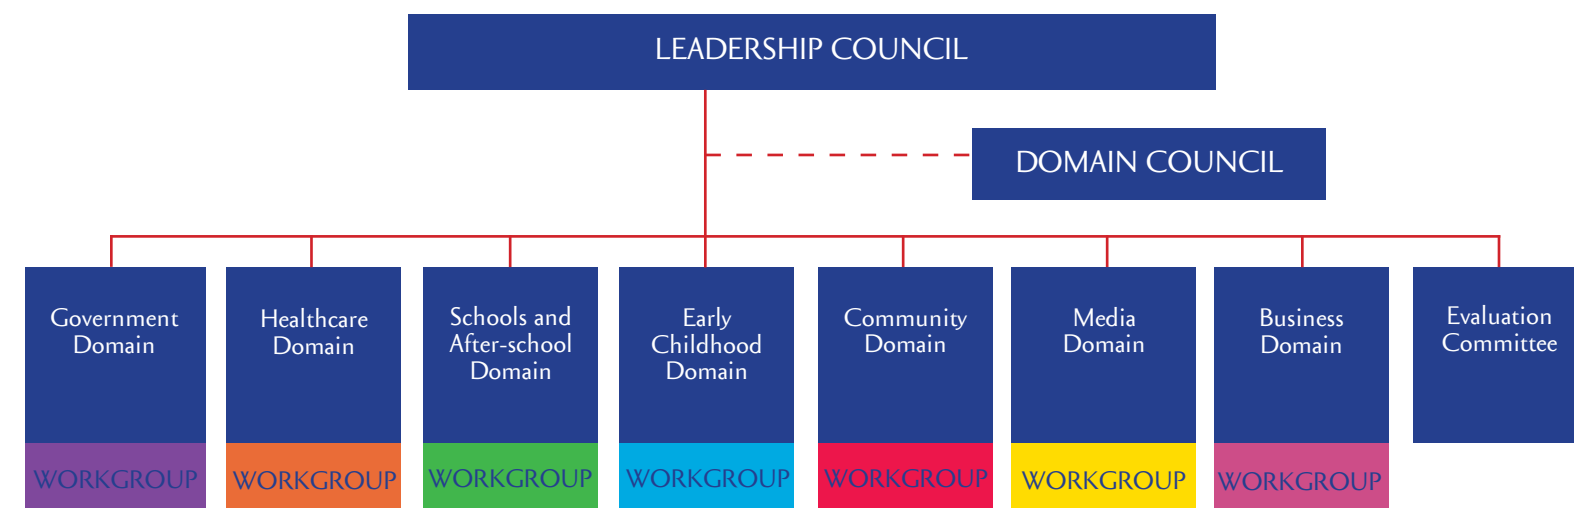 LEADERSHIP COUNCIL
DOMAIN COUNCIL
Government
Domain
Healthcare
Domain
Schools and
After-school
Domain
Early
Childhood
Domain
Community
Domain
Media
Domain
Business
Domain
Evaluation
Committee
WORKGROUP
WORKGROUP
WORKGROUP
WORKGROUP
WORKGROUP
WORKGROUP
WORKGROUP